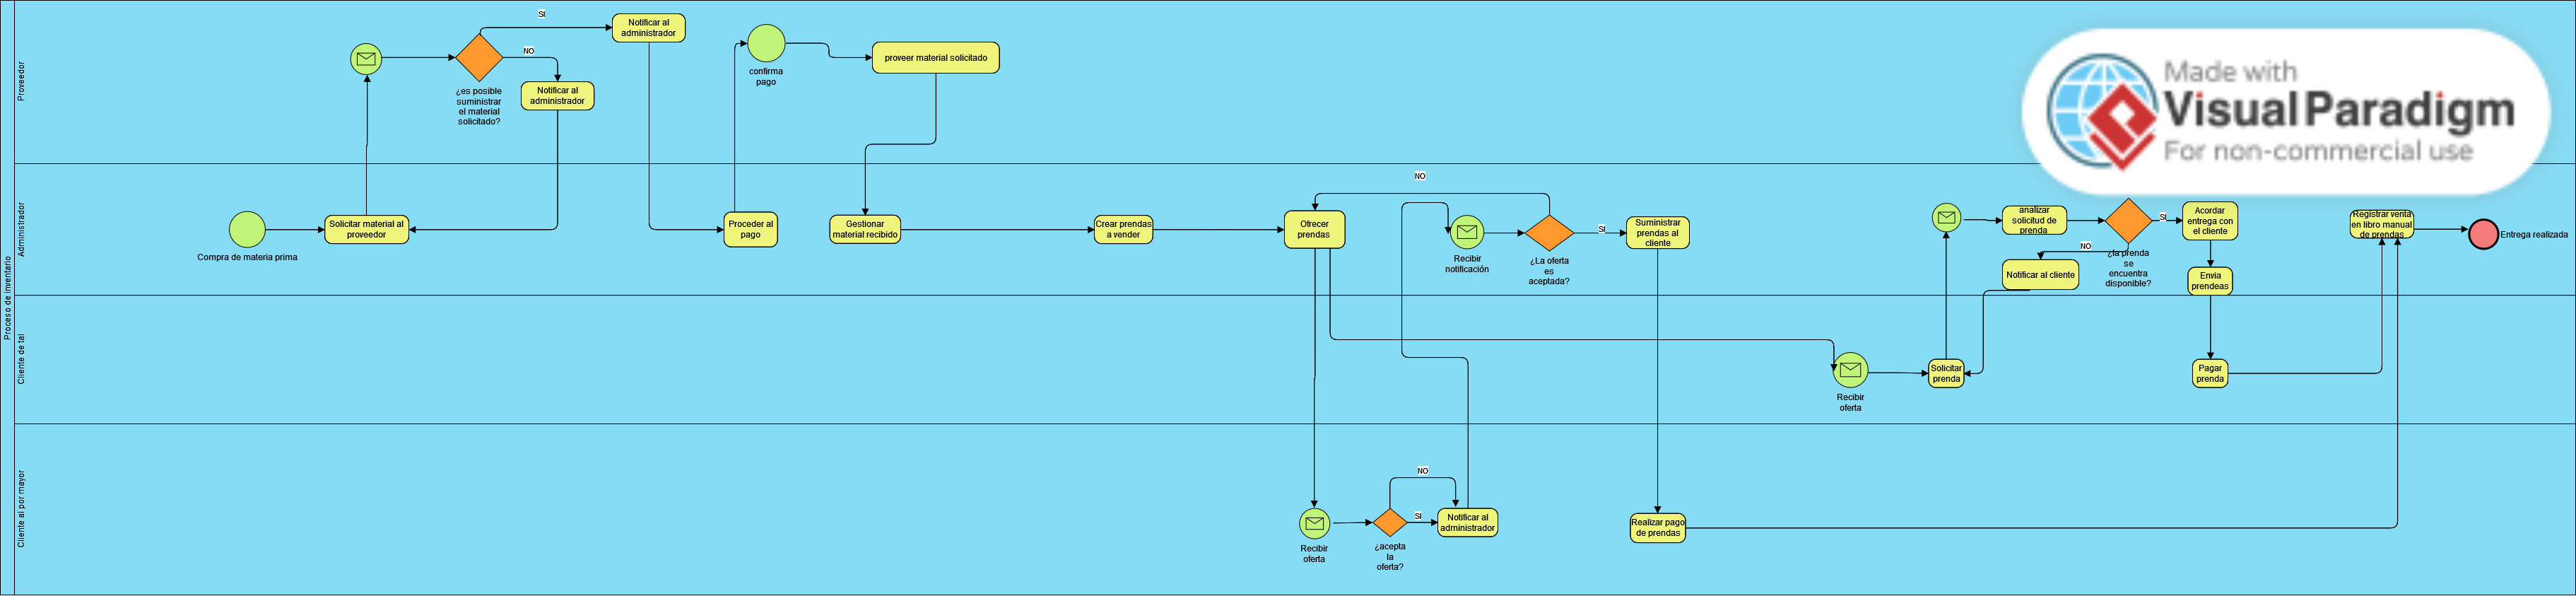 Proceso de inventario
Proveedor
SI
¿es posible
suministrar
el material
solicitado?
NO
Notificar al
administrador
Notificar al
administrador
confirma
pago
proveer material solicitado
Made with
Visual Paradigm
For non-commercial use
Administrador
Compra de materia prima
Solicitar material al
proveedor
Proceder al
pago
Gestionar
material recibido
Crear prendas
a vender
Ofrecer
prendas
NO
Recibir
notificación
¿La oferta
es
aceptada?
SI
Suministrar
prendas al
cliente
analizar
solicitud de
prenda
NO
Notificar al cliente
¿la prenda
se
encuentra
disponible?
SI
Acordar
entrega con
el cliente
Envia
prendeas
Registrar venta
en libro manual
de prendas
Entrega realizada
Cliente de tal
Recibir
oferta
Solicitar
prenda
Pagar
prenda
Cliente al por mayor
Recibir
oferta
¿acepta
la
oferta?
NO
SI
Notificar al
administrador
Realizar pago
de prendas